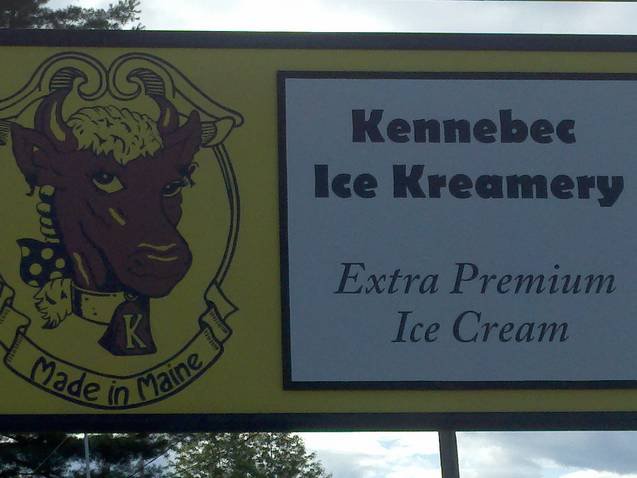 K
Made in Maine
Kennebec
Ice Kreamery
Extra Premium
Ice Cream